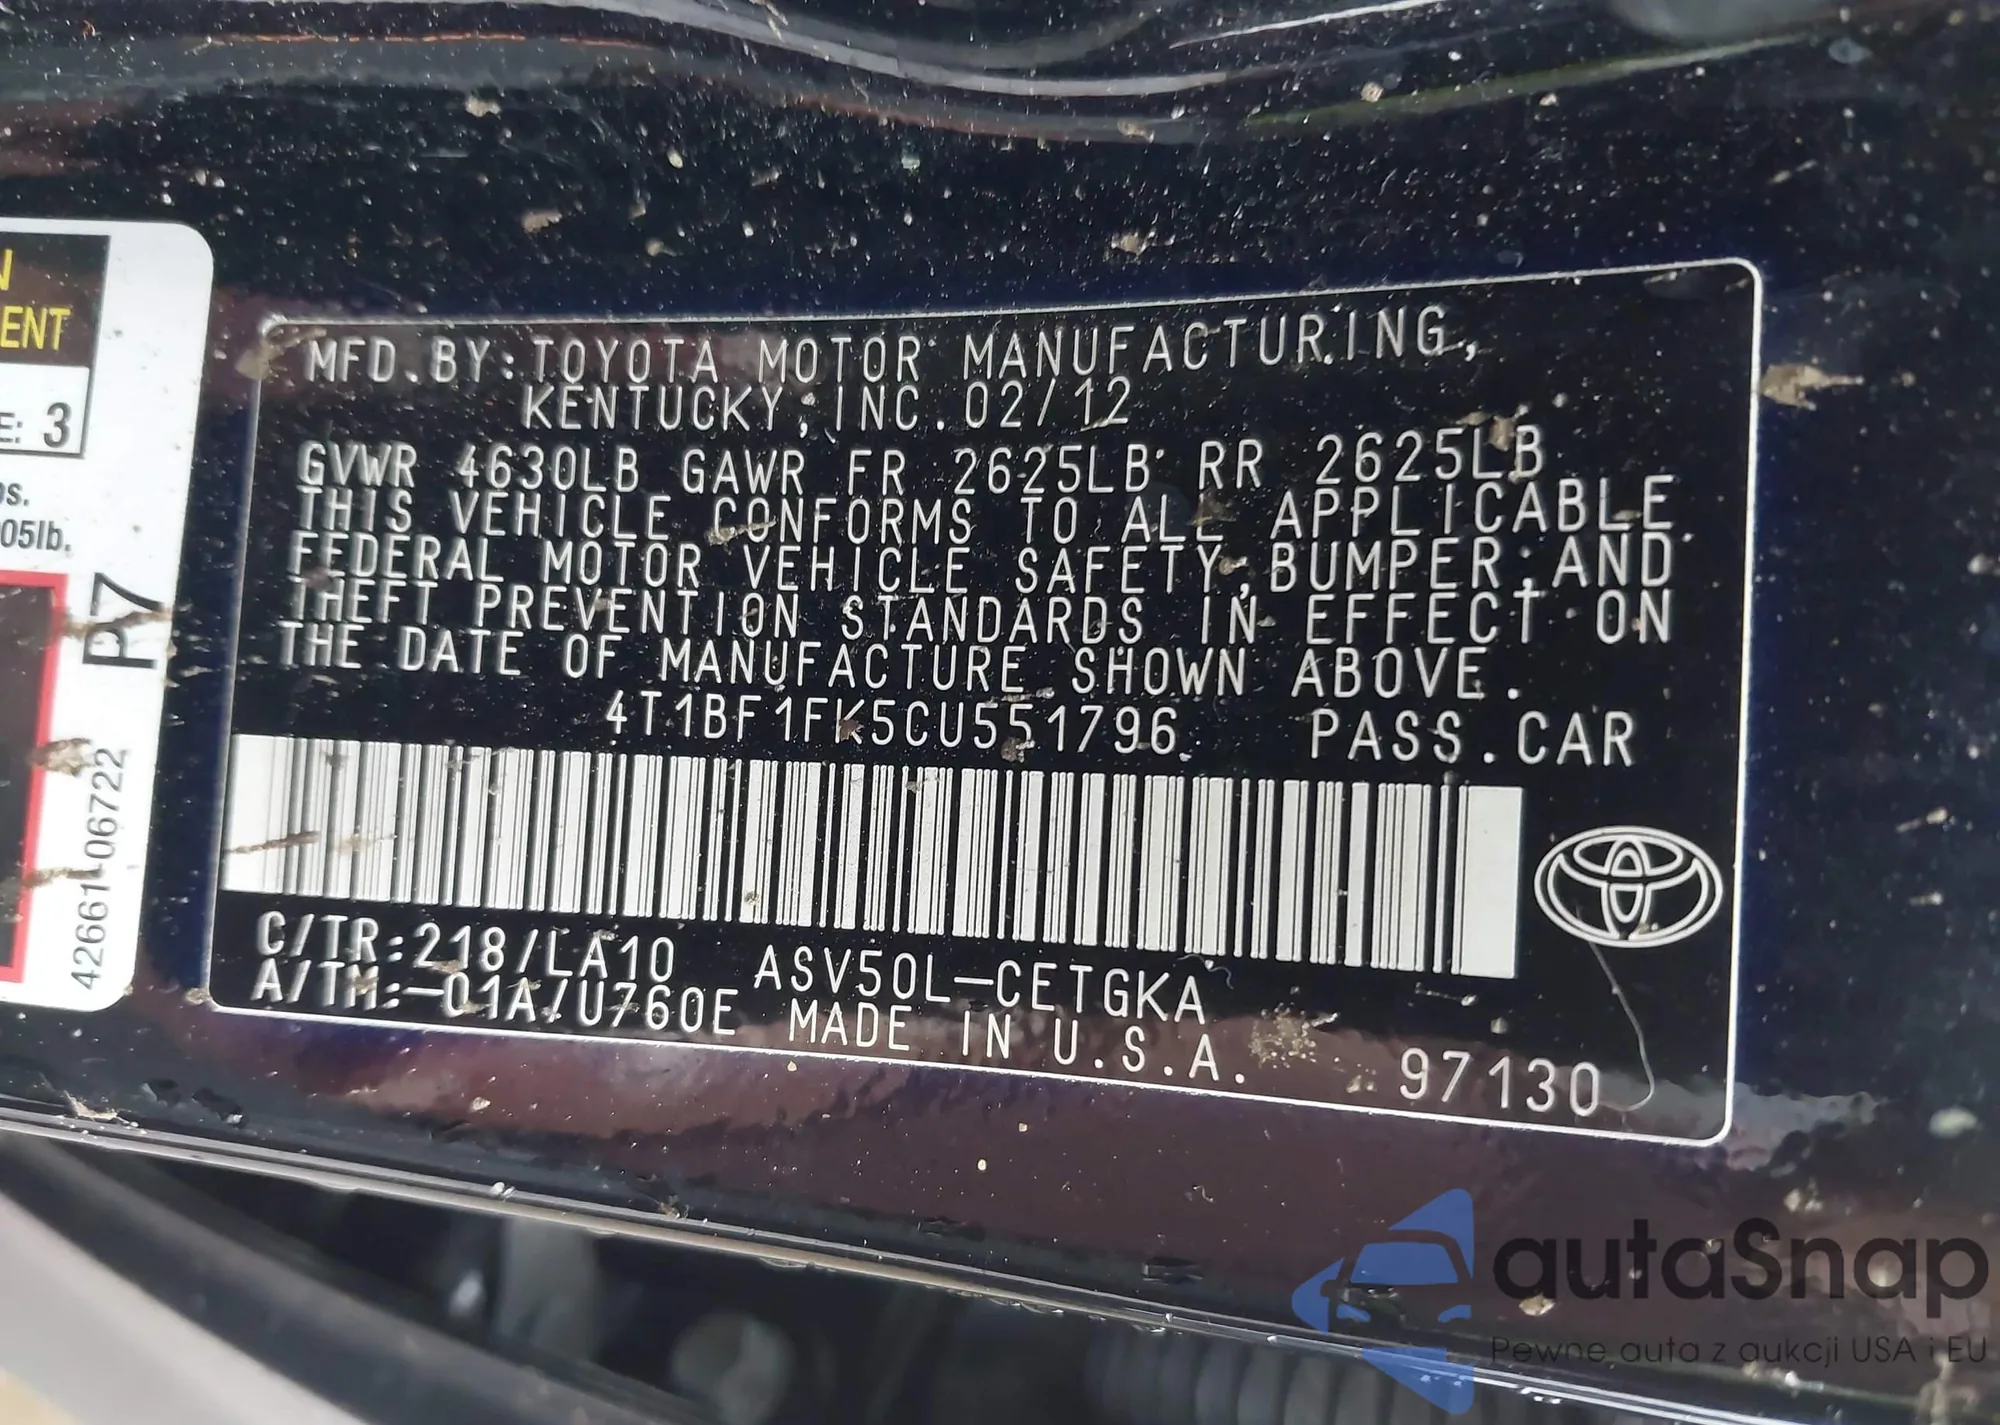 N
ENT
E: 3
os.
05lb.
P7
42661-06722
MFD.BY:TOYOTA MOTOR MANUFACTURING,
KENTUCKY,INC.02/12
GVWR 4630LB GAWR FR 2625LB RR 2625LB
THIS VEHICLE CONFORMS TO ALL APPLICABLE
FEDERAL MOTOR VEHICLE SAFETY,BUMPER,AND
THEFT PREVENTION STANDARDS IN EFFECT ON
THE DATE OF MANUFACTURE SHOWN ABOVE.
4T1BF1FK5CU551796 PASS.CAR
C/TR:218/LA10 ASV50L-CETGKA
A/TM:-01A/U760E MADE IN U.S.A.
97130
autaSnap
Pewne auta z aukcji USA i EU